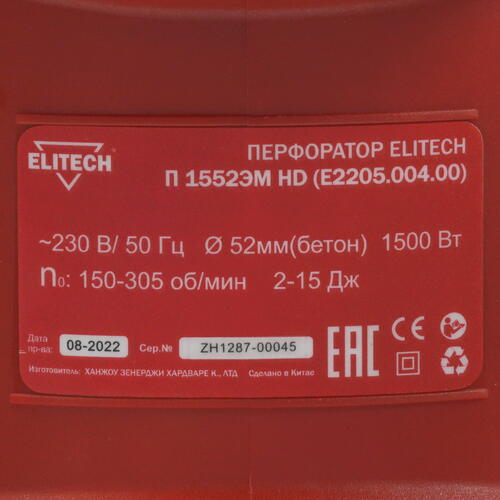 ELITECH
ПЕРФОРАТОР ELITECH
П 1552ЭМ HD (E2205.004.00)
~230 В/ 50 Гц Ø 52мм(бетон) 1500 Вт
n₀: 150-305 об/мин 2-15 Дж
Дата
пр-ва: 08-2022 Сер.№ ZH1287-00045
EAC CE
Изготовитель: ХАНЖОУ ЗЕНЕРДЖИ ХАРДВАРЕ К., ЛТД Сделано в Китае